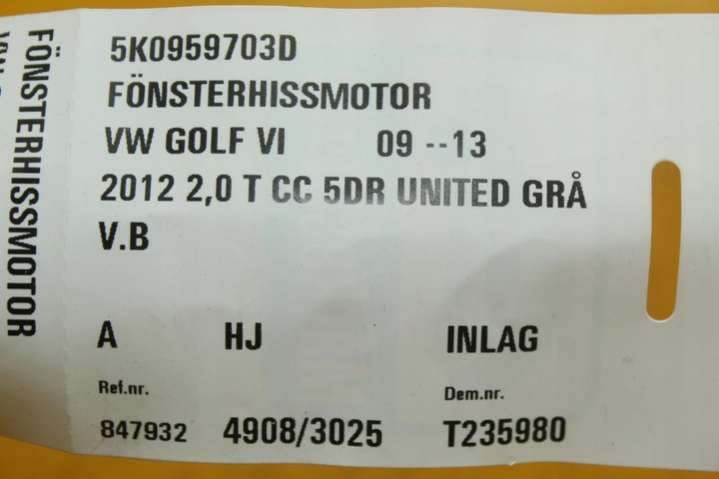 5K0959703D
FÖNSTERHISSMOTOR
VW GOLF VI 09 --13
2012 2,0 T CC 5DR UNITED GRÅ
V.B
A HJ INLAG
Ref.nr. Dem.nr.
847932 4908/3025 T235980
FÖNSTERHISSMOTOR